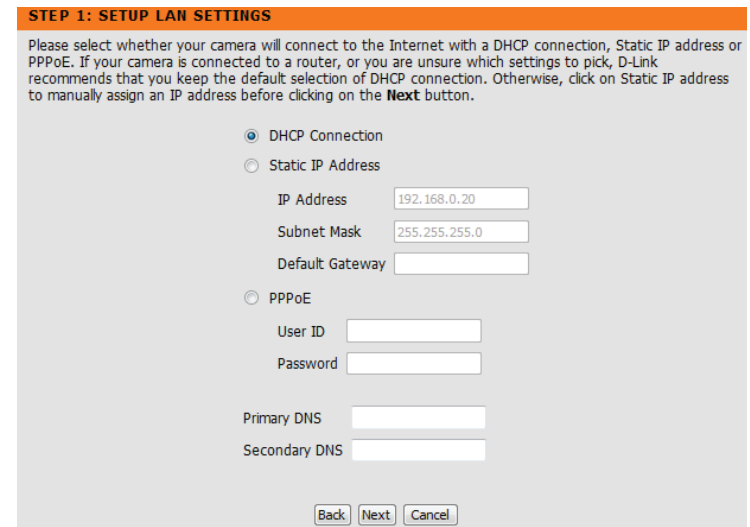 STEP 1: SETUP LAN SETTINGS
Please select whether your camera will connect to the Internet with a DHCP connection, Static IP address or
PPPoE. If your camera is connected to a router, or you are unsure which settings to pick, D-Link
recommends that you keep the default selection of DHCP connection. Otherwise, click on Static IP address
to manually assign an IP address before clicking on the Next button.
DHCP Connection
Static IP Address
IP Address 192.168.0.20
Subnet Mask 255.255.255.0
Default Gateway
PPPoE
User ID
Password
Primary DNS
Secondary DNS
Back Next Cancel